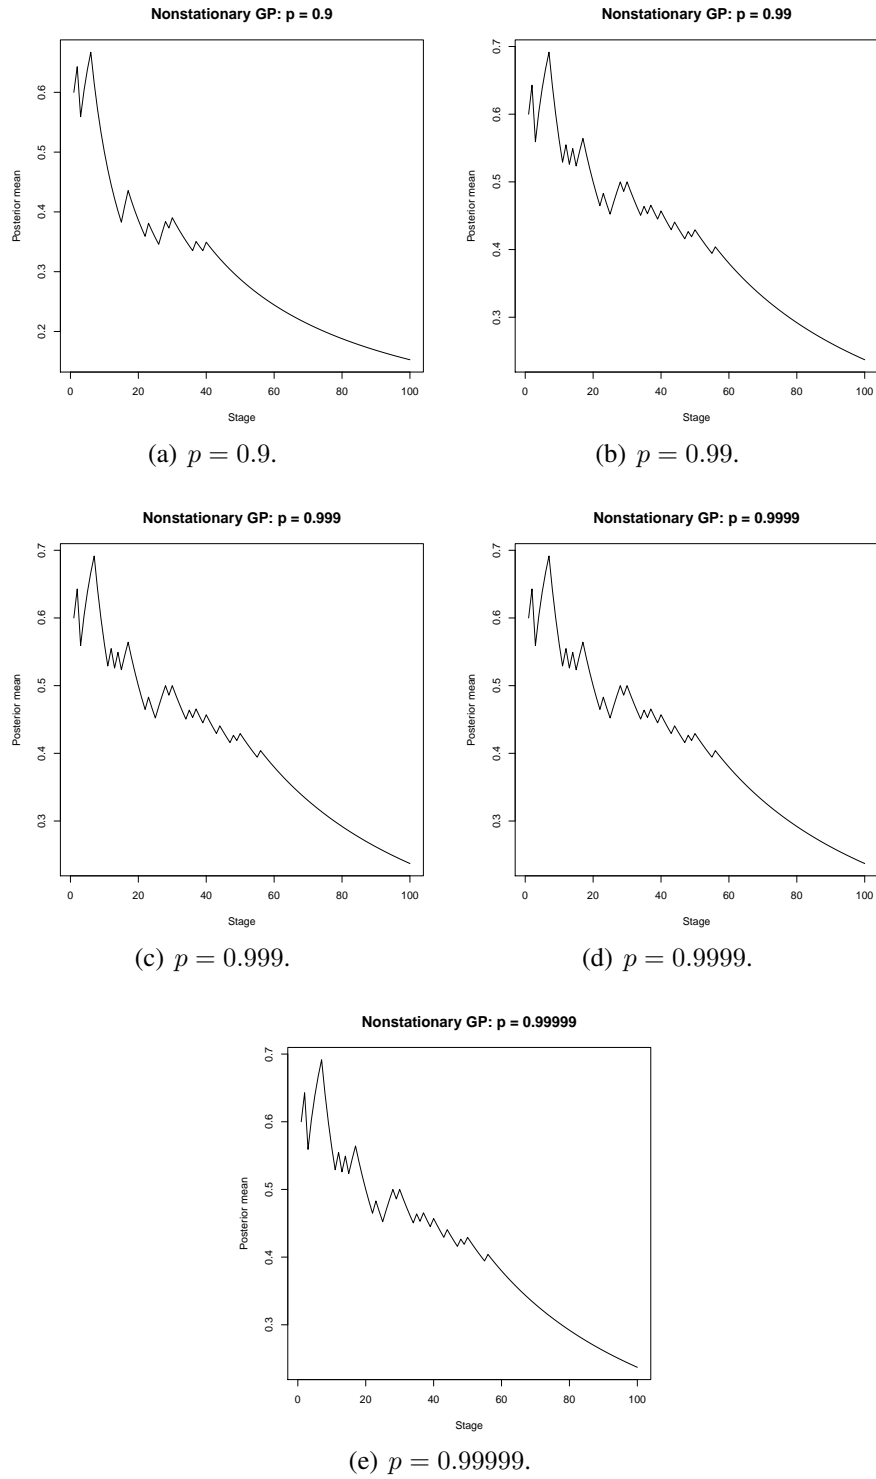 Nonstationary GP: p = 0.9
Posterior mean
0.2 0.3 0.4 0.5 0.6
0 20 40 60 80 100
Stage
(a) p = 0.9.
Nonstationary GP: p = 0.99
Posterior mean
0.3 0.4 0.5 0.6 0.7
0 20 40 60 80 100
Stage
(b) p = 0.99.
Nonstationary GP: p = 0.999
Posterior mean
0.3 0.4 0.5 0.6 0.7
0 20 40 60 80 100
Stage
(c) p = 0.999.
Nonstationary GP: p = 0.9999
Posterior mean
0.3 0.4 0.5 0.6 0.7
0 20 40 60 80 100
Stage
(d) p = 0.9999.
Nonstationary GP: p = 0.99999
Posterior mean
0.3 0.4 0.5 0.6 0.7
0 20 40 60 80 100
Stage
(e) p = 0.99999.